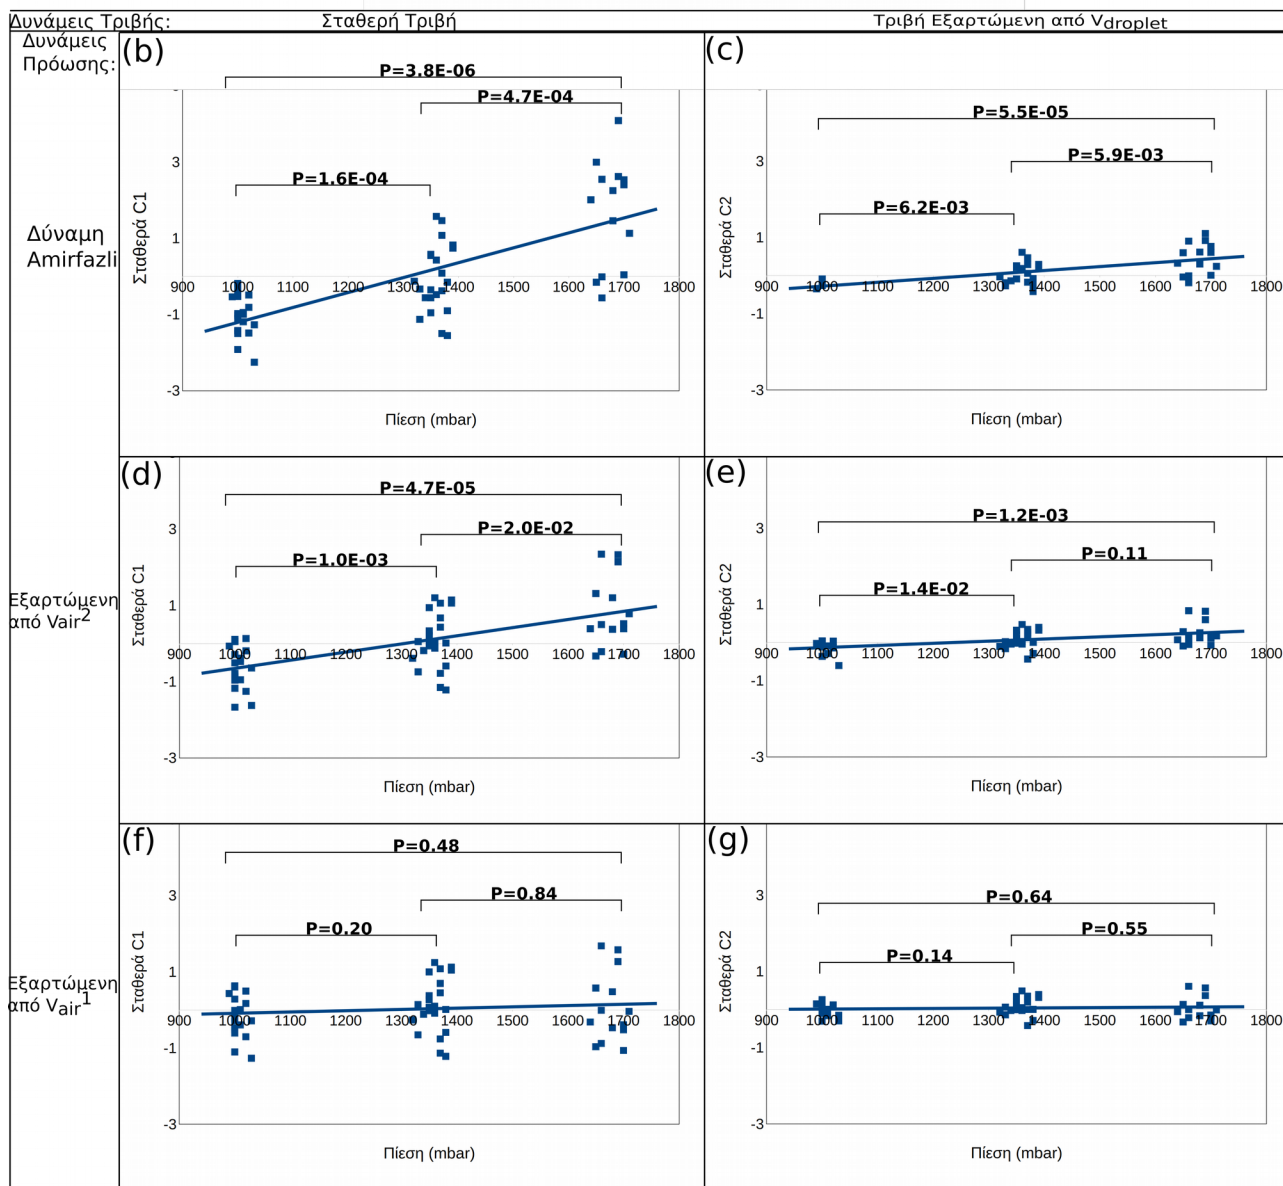 Δυνάμεις Τριβής: Σταθερή Τριβή Τριβή Εξαρτώμενη από Vdroplet
Δυνάμεις
Πρόωσης:
Δύναμη
Amirfazli
(b)
P=3.8E-06
P=4.7E-04
P=1.6E-04
3
1
-1
-3
Σταθερά C1
900 1000 1100 1200 1300 1400 1500 1600 1700 1800
Πίεση (mbar)
(c)
P=5.5E-05
P=5.9E-03
P=6.2E-03
3
1
-1
-3
Σταθερά C2
900 1000 1100 1200 1300 1400 1500 1600 1700 1800
Πίεση (mbar)
Εξαρτώμενη
από Vair2
(d)
P=4.7E-05
P=2.0E-02
P=1.0E-03
3
1
-1
-3
Σταθερά C1
900 1000 1100 1200 1300 1400 1500 1600 1700 1800
Πίεση (mbar)
(e)
P=1.2E-03
P=0.11
P=1.4E-02
3
1
-1
-3
Σταθερά C2
900 1000 1100 1200 1300 1400 1500 1600 1700 1800
Πίεση (mbar)
Εξαρτώμενη
από Vair1
(f)
P=0.48
P=0.84
P=0.20
3
1
-1
-3
Σταθερά C1
900 1000 1100 1200 1300 1400 1500 1600 1700 1800
Πίεση (mbar)
(g)
P=0.64
P=0.55
P=0.14
3
1
-1
-3
Σταθερά C2
900 1000 1100 1200 1300 1400 1500 1600 1700 1800
Πίεση (mbar)